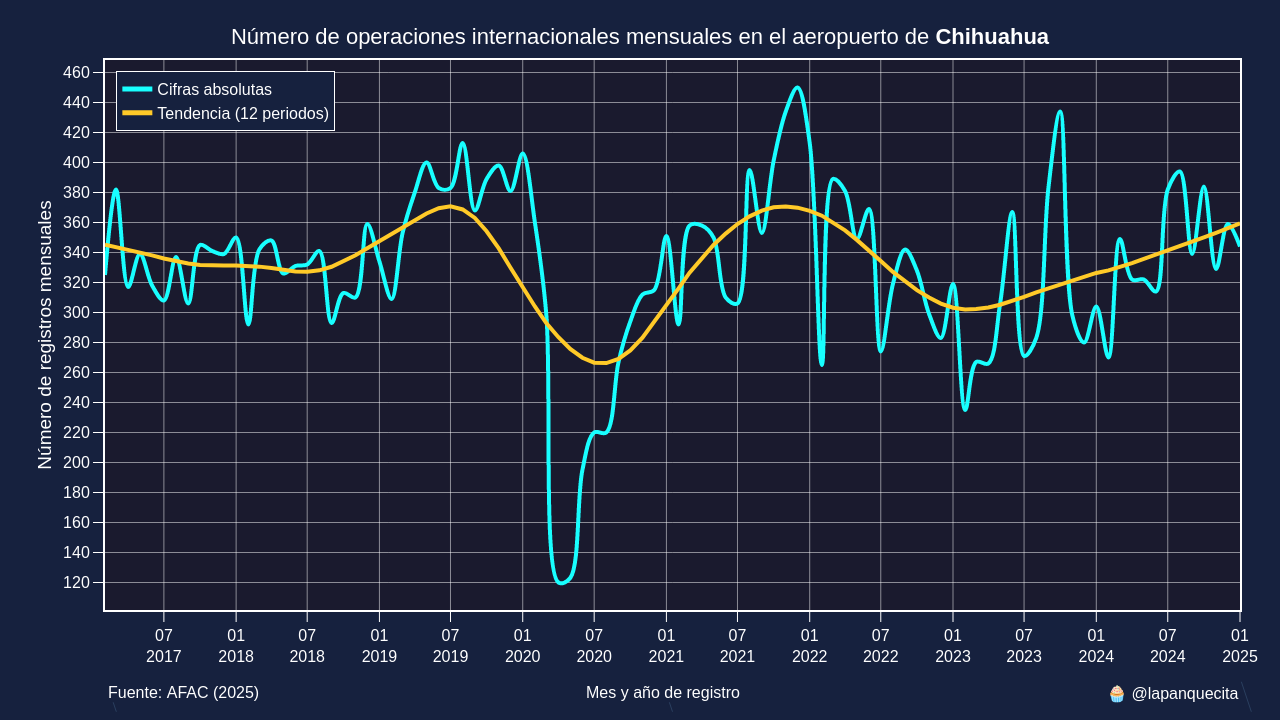 Número de operaciones internacionales mensuales en el aeropuerto de Chihuahua
Cifras absolutas
Tendencia (12 periodos)
Número de registros mensuales
460
440
420
400
380
360
340
320
300
280
260
240
220
200
180
160
140
120
07 01 07 01 07 01 07 01 07 01 07 01 07 01 07 01
2017 2018 2018 2019 2019 2020 2020 2021 2021 2022 2022 2023 2023 2024 2024 2025
Fuente: AFAC (2025)
Mes y año de registro
🧁 @lapanquecita